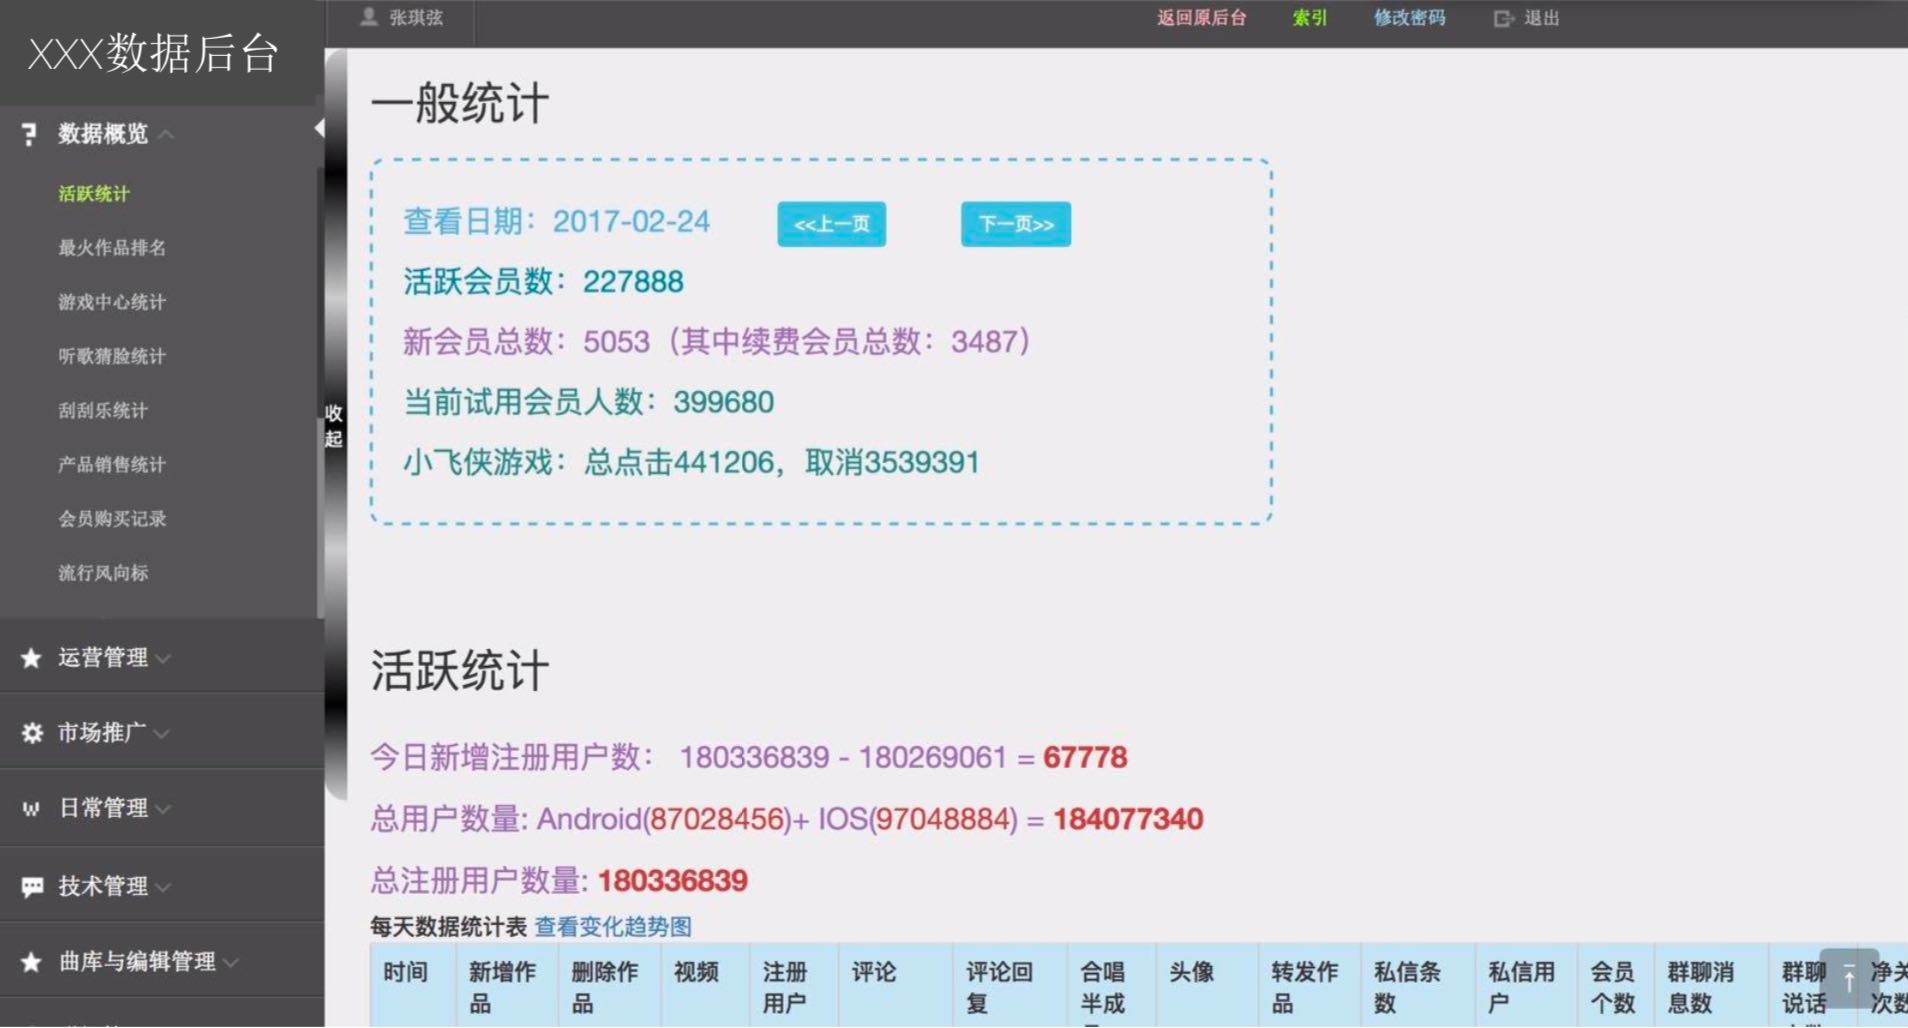 XXX数据后台
张琪弦
返回原后台
索引
修改密码
退出
数据概览
活跃统计
最火作品排名
游戏中心统计
听歌猜脸统计
刮刮乐统计
产品销售统计
会员购买记录
流行风向标
运营管理
市场推广
日常管理
技术管理
曲库与编辑管理
收起
一般统计
查看日期：2017-02-24 <<上一页 下一页>>
活跃会员数：227888
新会员总数：5053（其中续费会员总数：3487）
当前试用会员人数：399680
小飞侠游戏：总点击441206，取消3539391
活跃统计
今日新增注册用户数： 180336839 - 180269061 = 67778
总用户数量: Android(87028456)+ IOS(97048884) = 184077340
总注册用户数量: 180336839
每天数据统计表 查看变化趋势图
时间 新增作品 删除作品 视频 注册用户 评论 评论回复 合唱半成 头像 转发作品 私信条数 私信用户 会员个数 群聊消息数 群聊说话 净关次数